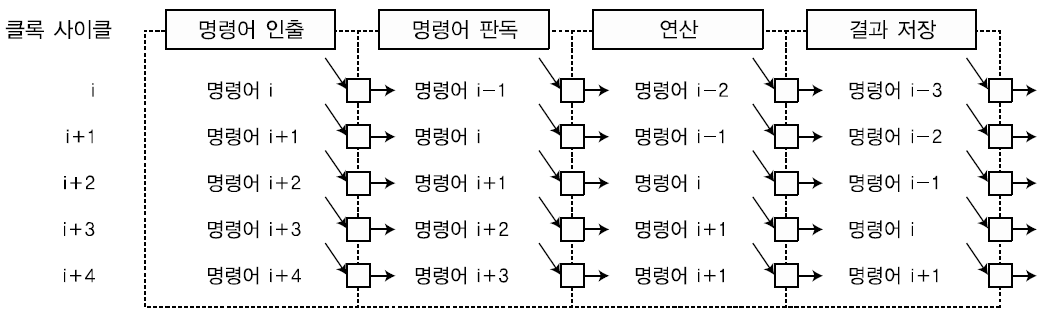 클록 사이클 명령어 인출 명령어 판독 연산 결과 저장
i 명령어 i 명령어 i-1 명령어 i-2 명령어 i-3
i+1 명령어 i+1 명령어 i 명령어 i-1 명령어 i-2
i+2 명령어 i+2 명령어 i+1 명령어 i 명령어 i-1
i+3 명령어 i+3 명령어 i+2 명령어 i+1 명령어 i
i+4 명령어 i+4 명령어 i+3 명령어 i+1 명령어 i+1